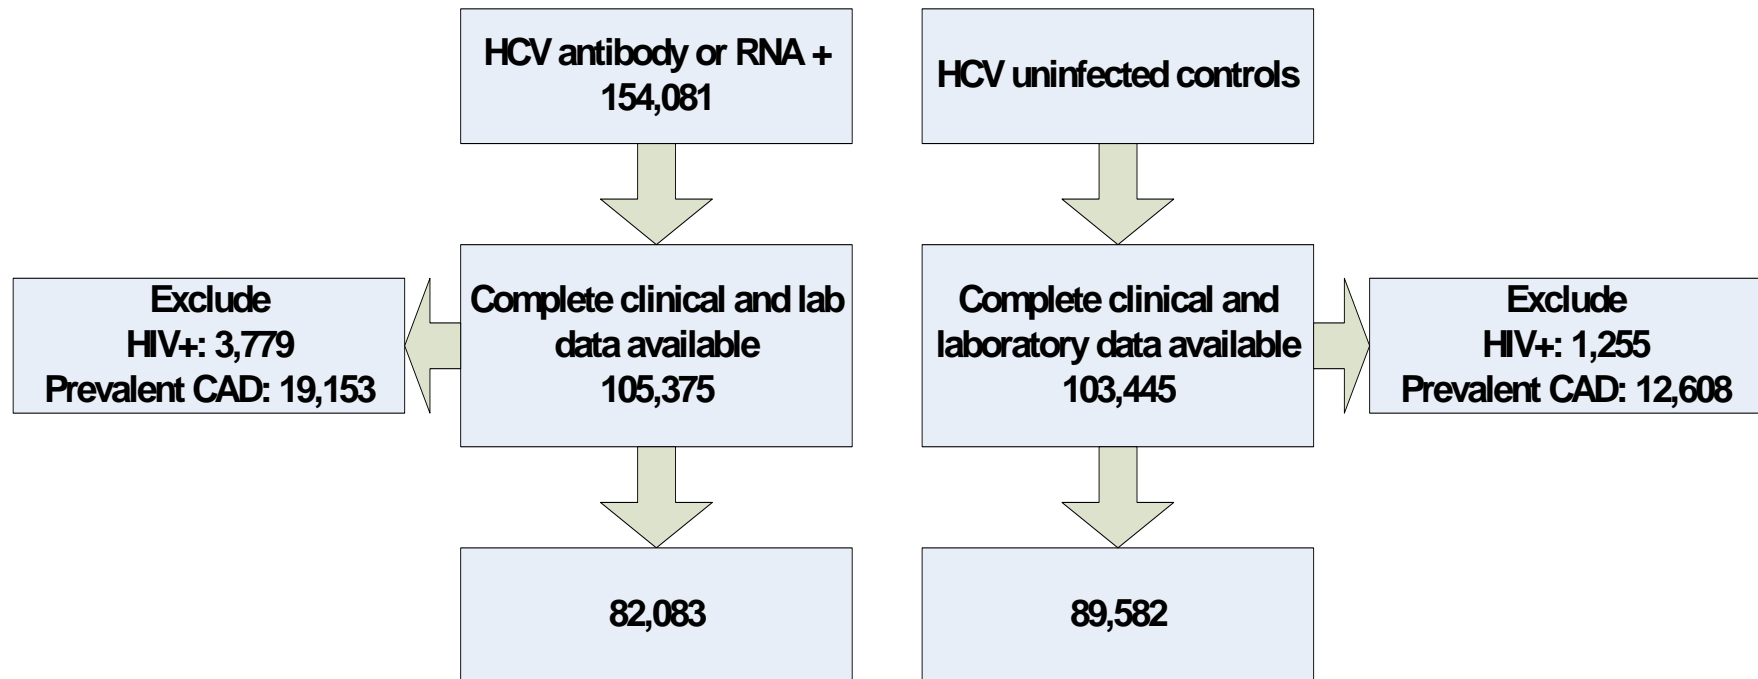 HCV antibody or RNA +
154,081
HCV uninfected controls
Exclude
HIV+: 3,779
Prevalent CAD: 19,153
Complete clinical and lab
data available
105,375
Complete clinical and
laboratory data available
103,445
Exclude
HIV+: 1,255
Prevalent CAD: 12,608
82,083
89,582